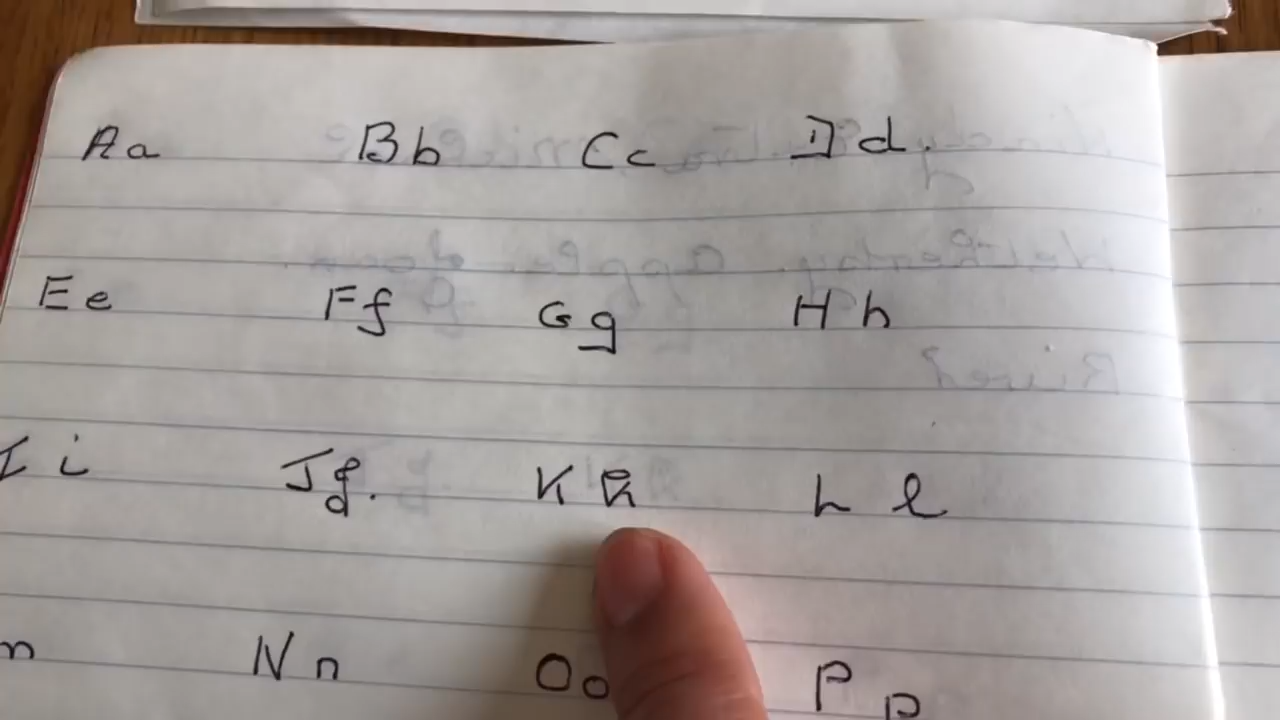 Aa Bb Cc Dd.
Ee Ff Gg Hh
Ii Jj. Kk Ll
m Nn Oo Pp